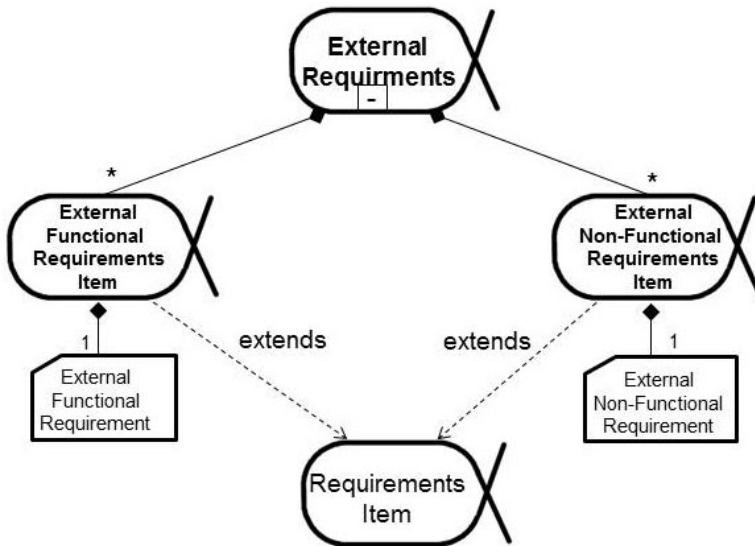 External
Requirments
-
*
*
External
Functional
Requirements
Item
External
Non-Functional
Requirements
Item
1
extends
extends
1
External
Functional
Requirement
External
Non-Functional
Requirement
Requirements
Item